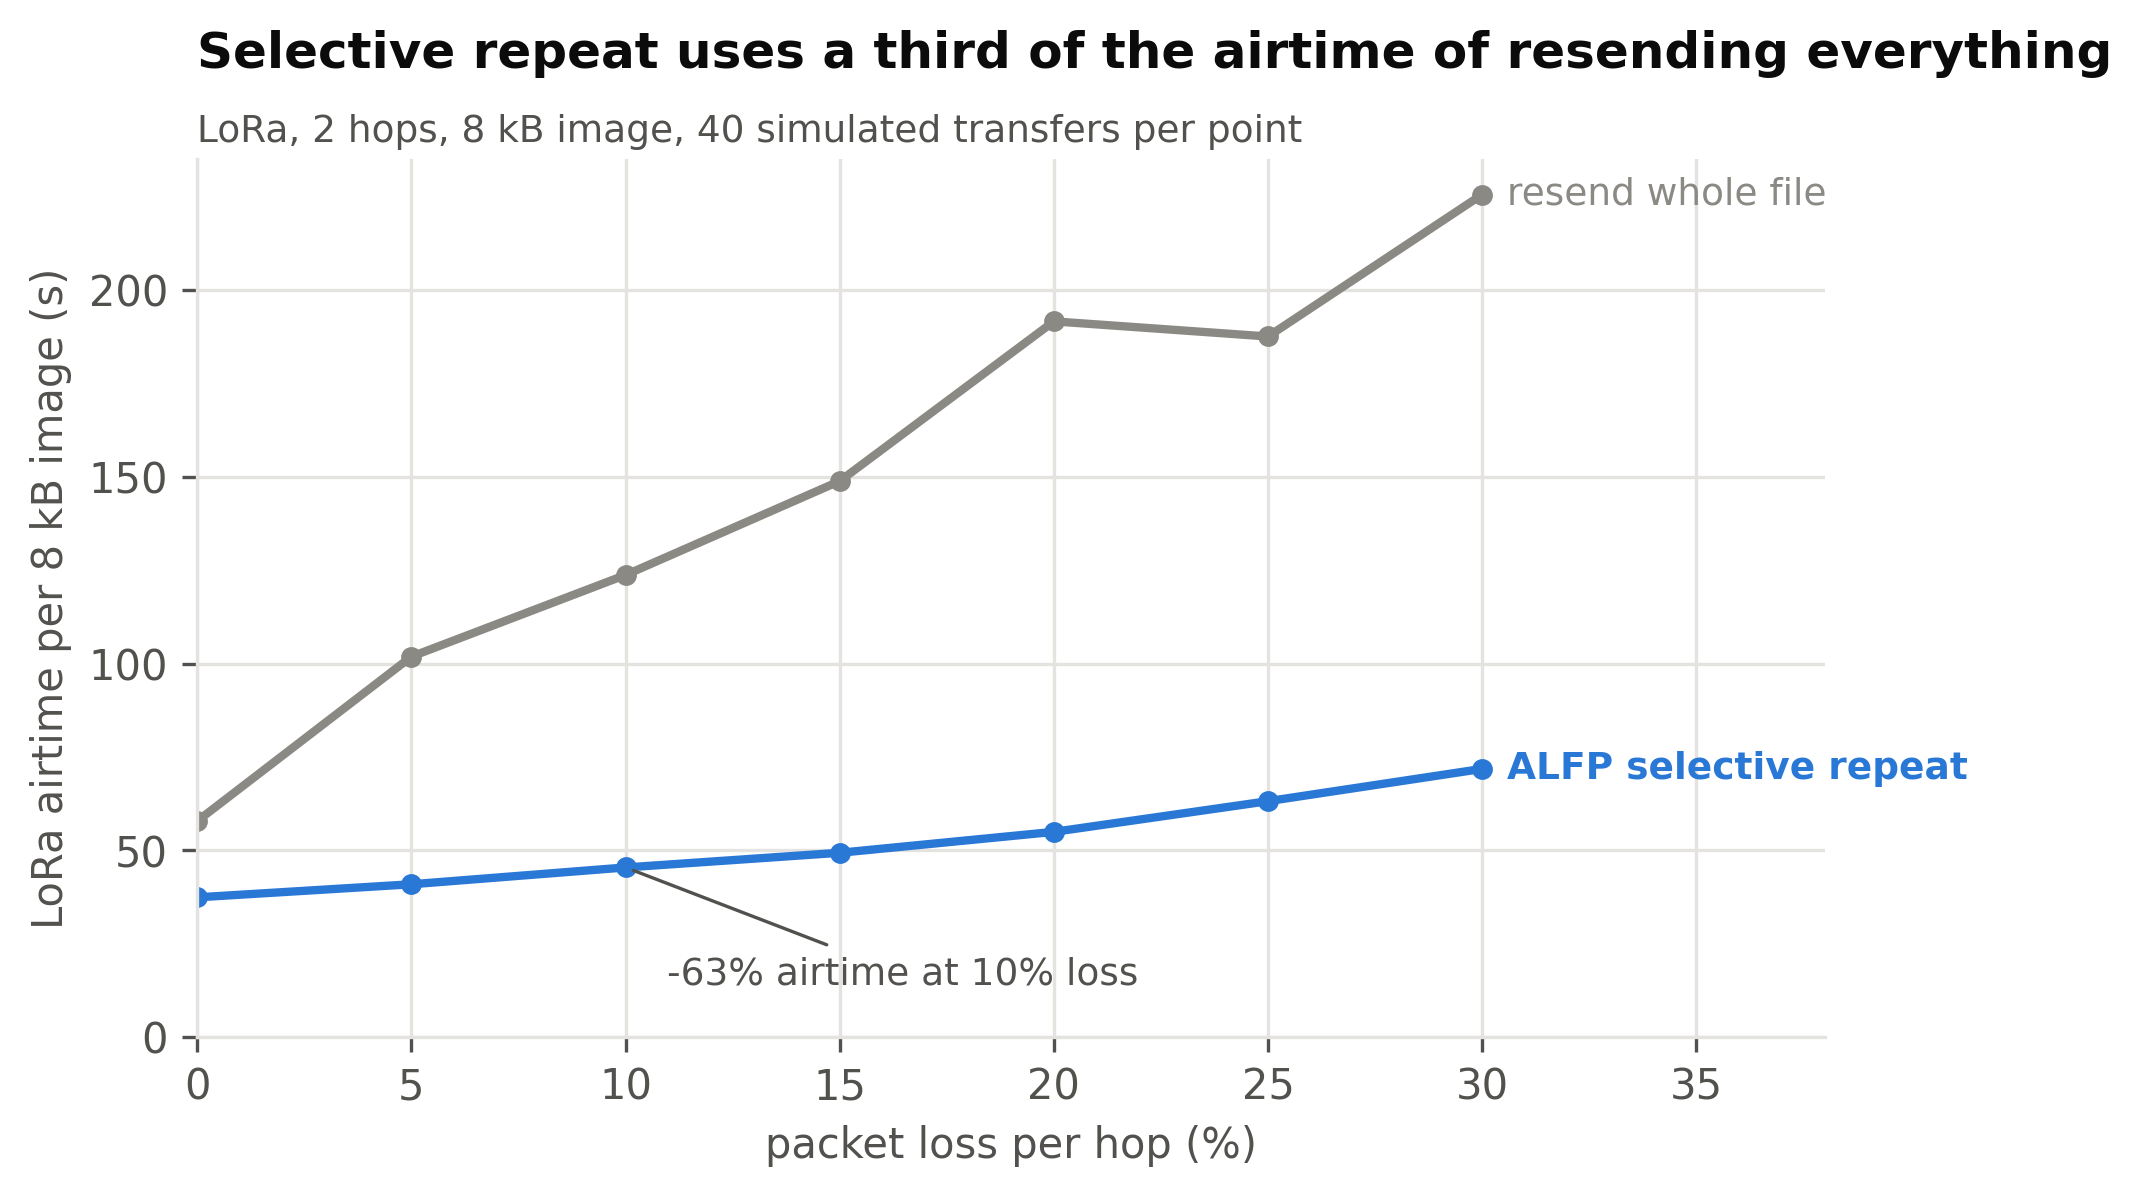 Selective repeat uses a third of the airtime of resending everything
LoRa, 2 hops, 8 kB image, 40 simulated transfers per point
LoRa airtime per 8 kB image (s)
200
150
100
50
0
resend whole file
ALFP selective repeat
-63% airtime at 10% loss
0 5 10 15 20 25 30 35
packet loss per hop (%)